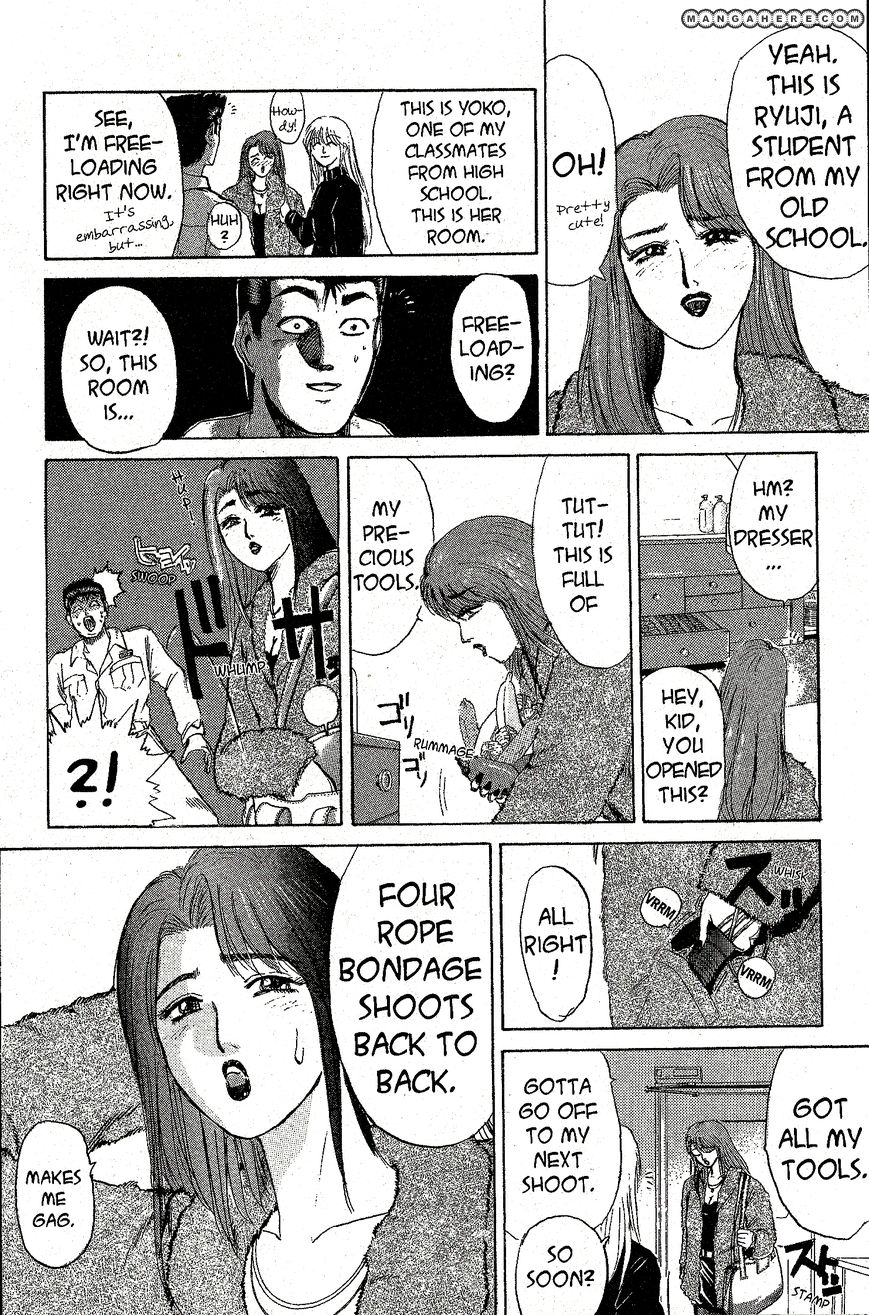 MANGAHERE.COM
YEAH.
THIS IS
RYUJI, A
STUDENT
FROM MY
OLD
SCHOOL.
OH!
Pretty
cute!
THIS IS YOKO,
ONE OF MY
CLASSMATES
FROM HIGH
SCHOOL.
THIS IS HER
ROOM.
How-
dy!
SEE,
I'M FREE-
LOADING
RIGHT NOW.
It's
embarrassing,
but...
HUH
?
FREE-
LOAD-
ING?
WAIT?!
SO, THIS
ROOM
IS...
HM?
MY
DRESSER
...
HEY,
KID,
YOU
OPENED
THIS?
TUT-
TUT!
THIS IS
FULL
OF
MY
PRE-
CIOUS
TOOLS.
ゴソ
ゴソ
RUMMAGE
HUP!
ドサ
WHUMP
SWOOP
?!
ズッ
WHISK
VRRM
VRRM
ALL
RIGHT
!
GOT
ALL MY
TOOLS.
GOTTA
GO OFF
TO MY
NEXT
SHOOT.
SO
SOON?
STAMP
FOUR
ROPE
BONDAGE
SHOOTS
BACK TO
BACK.
MAKES
ME
GAG.